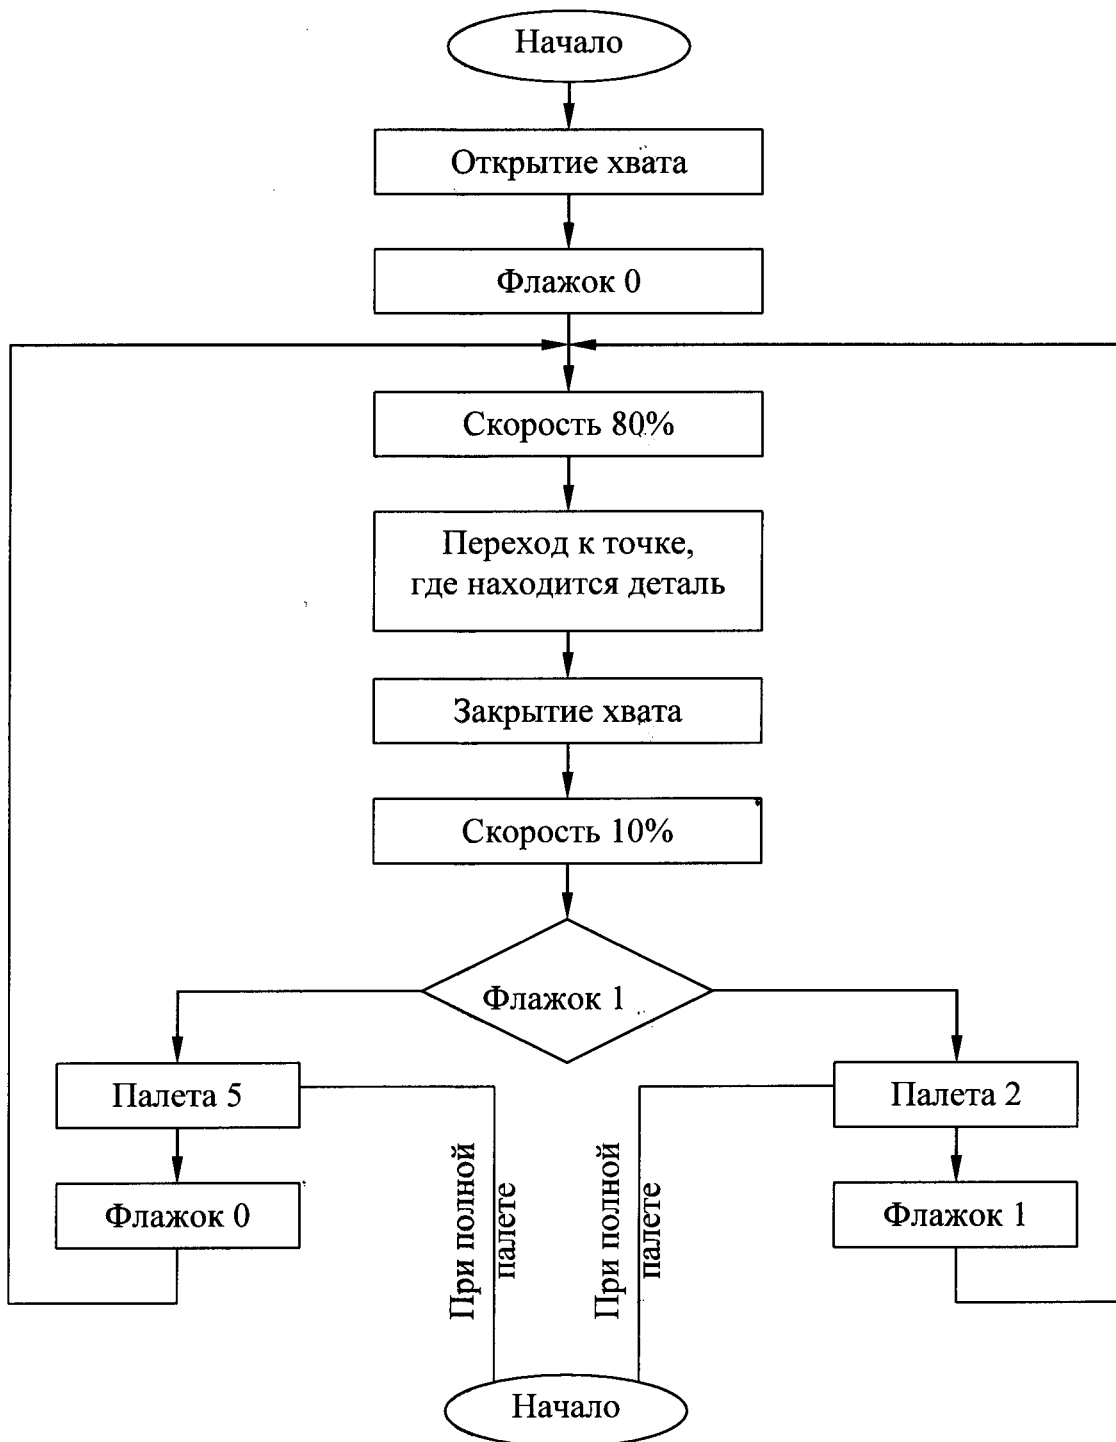 Начало
Открытие хвата
Флажок 0
Скорость 80%
Переход к точке,
где находится деталь
Закрытие хвата
Скорость 10%
Флажок 1
Палета 5
Палета 2
При полной
палете
При полной
палете
Флажок 0
Флажок 1
Начало